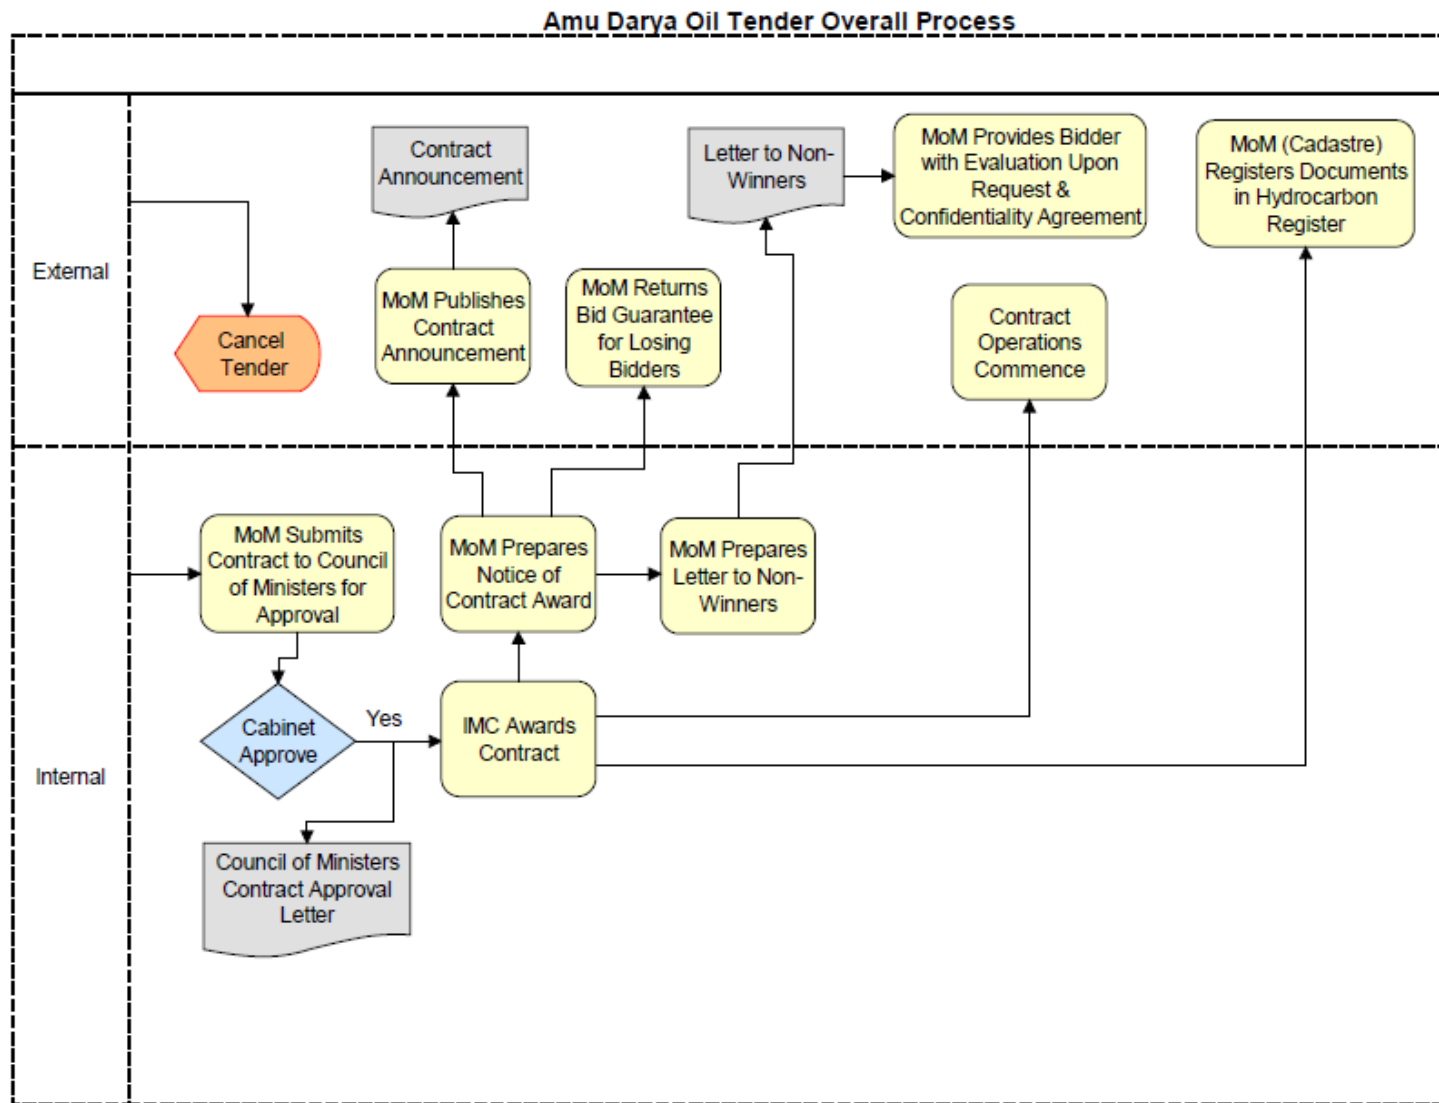 Amu Darya Oil Tender Overall Process
External
Contract
Announcement
Letter to Non-
Winners
MoM Provides Bidder
with Evaluation Upon
Request &
Confidentiality Agreement
MoM (Cadastre)
Registers Documents
in Hydrocarbon
Register
Cancel
Tender
MoM Publishes
Contract
Announcement
MoM Returns
Bid Guarantee
for Losing
Bidders
Contract
Operations
Commence
Internal
MoM Submits
Contract to Council
of Ministers for
Approval
MoM Prepares
Notice of
Contract Award
MoM Prepares
Letter to Non-
Winners
Cabinet
Approve
Yes
IMC Awards
Contract
Council of Ministers
Contract Approval
Letter